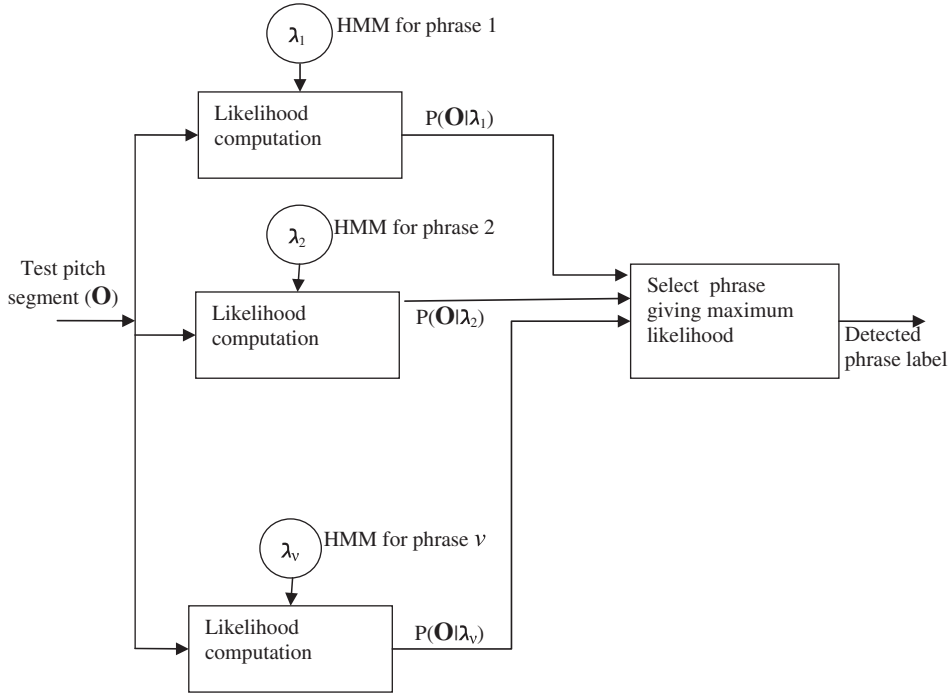 λ1
HMM for phrase 1
Likelihood
computation
P(O|λ1)
λ2
HMM for phrase 2
Test pitch
segment (O)
Likelihood
computation
P(O|λ2)
Select phrase
giving maximum
likelihood
Detected
phrase label
λv
HMM for phrase v
Likelihood
computation
P(O|λv)